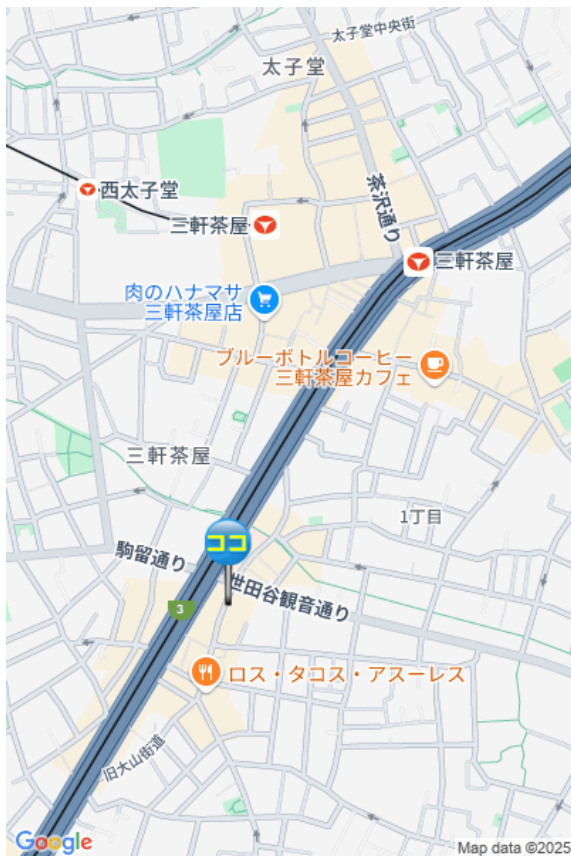 太子堂中央街
太子堂
茶沢通り
西太子堂
三軒茶屋
三軒茶屋
肉のハナマサ
三軒茶屋店
ブルーボトルコーヒー
三軒茶屋カフェ
三軒茶屋
1丁目
ココ
駒留通り
世田谷観音通り
3
ロス・タコス・アスーレス
旧大山街道
Google
Map data ©2025